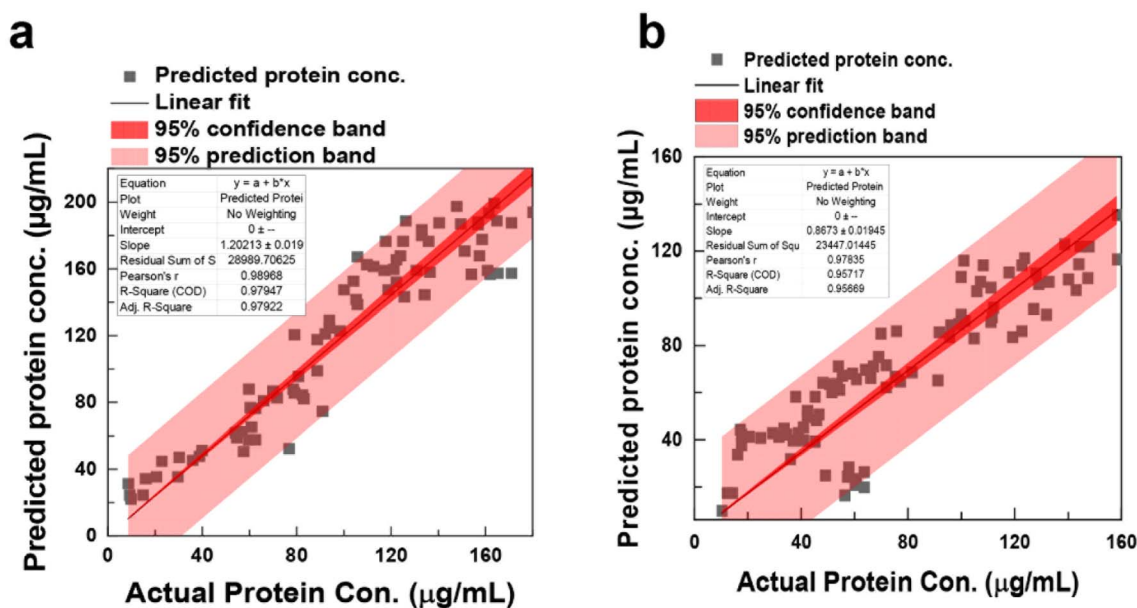 a
Predicted protein conc.
Linear fit
95% confidence band
95% prediction band
Predicted protein conc. (μg/mL)
200
160
120
80
40
0
Equation y = a + b*x
Plot Predicted Protei
Weight No Weighting
Intercept 0 ± --
Slope 1.20213 ± 0.019
Residual Sum of S 28989.70625
Pearson's r 0.98968
R-Square (COD) 0.97947
Adj. R-Square 0.97922
0 40 80 120 160
Actual Protein Con. (μg/mL)
b
Predicted protein conc.
Linear fit
95% confidence band
95% prediction band
Predicted protein conc. (μg/mL)
160
120
80
40
Equation y = a + b*x
Plot Predicted Protein
Weight No Weighting
Intercept 0 ± --
Slope 0.8673 ± 0.01945
Residual Sum of Squ 23447.01445
Pearson's r 0.97835
R-Square (COD) 0.95717
Adj. R-Square 0.95669
0 40 80 120 160
Actual Protein Con. (μg/mL)